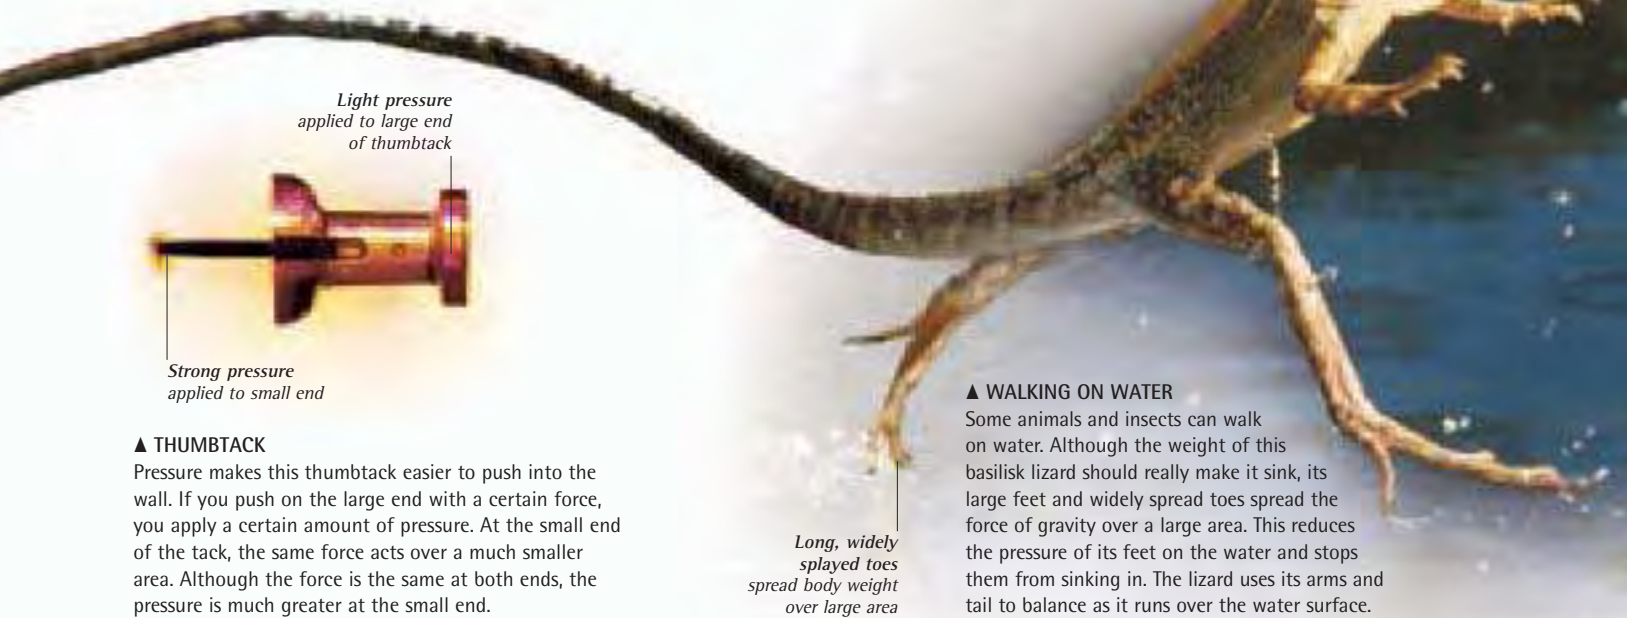 Light pressure
applied to large end
of thumbtack
Strong pressure
applied to small end
▲ THUMBTACK
Pressure makes this thumbtack easier to push into the
wall. If you push on the large end with a certain force,
you apply a certain amount of pressure. At the small end
of the tack, the same force acts over a much smaller
area. Although the force is the same at both ends, the
pressure is much greater at the small end.
Long, widely
splayed toes
spread body weight
over large area
▲ WALKING ON WATER
Some animals and insects can walk
on water. Although the weight of this
basilisk lizard should really make it sink, its
large feet and widely spread toes spread the
force of gravity over a large area. This reduces
the pressure of its feet on the water and stops
them from sinking in. The lizard uses its arms and
tail to balance as it runs over the water surface.